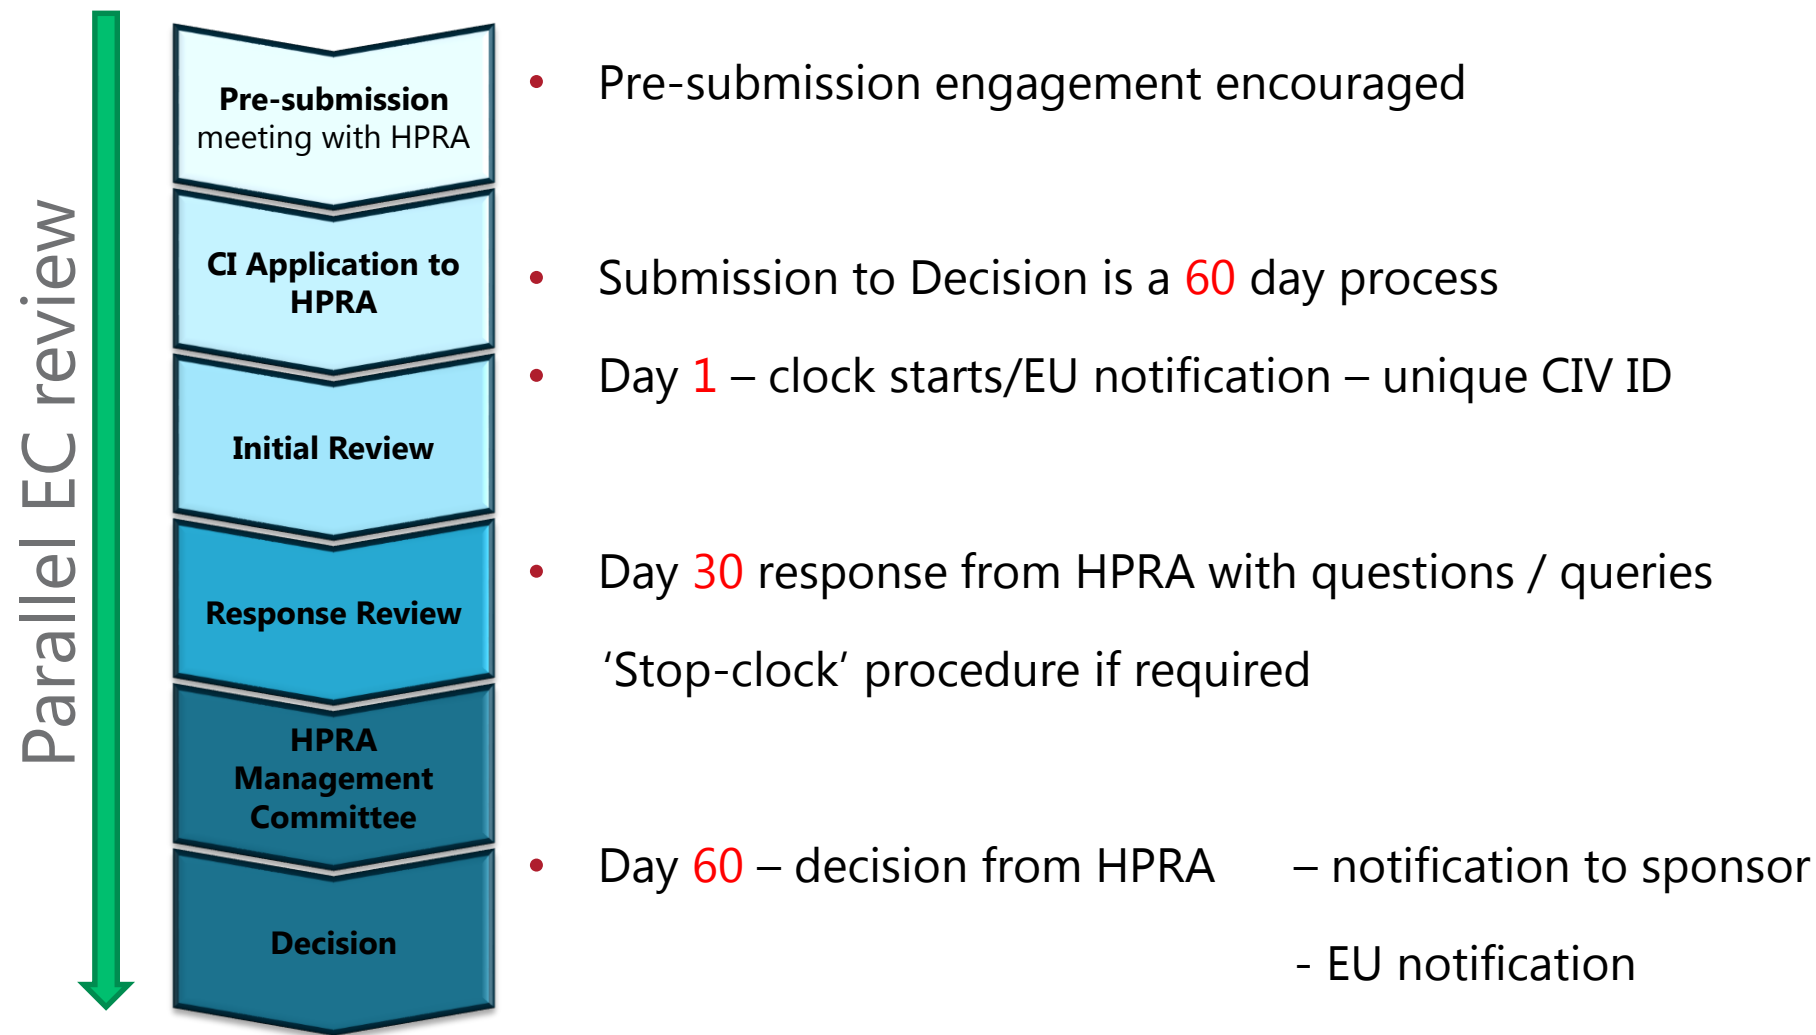 Parallel EC review
Pre-submission
meeting with HPRA
CI Application to
HPRA
Initial Review
Response Review
HPRA
Management
Committee
Decision
• Pre-submission engagement encouraged
• Submission to Decision is a 60 day process
• Day 1 – clock starts/EU notification – unique CIV ID
• Day 30 response from HPRA with questions / queries
‘Stop-clock’ procedure if required
• Day 60 – decision from HPRA – notification to sponsor
- EU notification